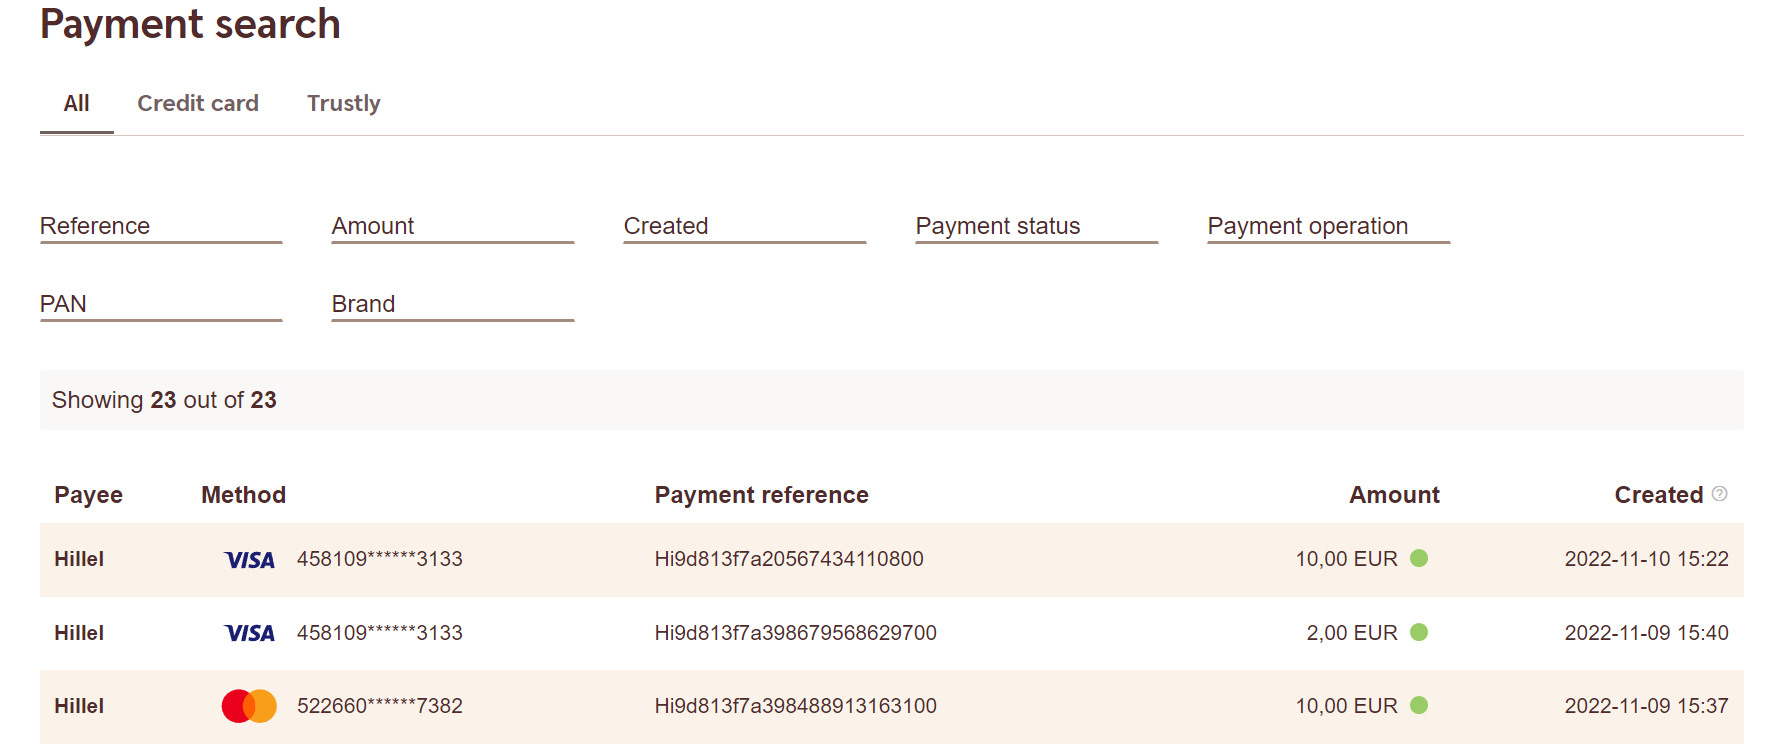 Payment search
All Credit card Trustly
Reference Amount Created Payment status Payment operation
PAN Brand
Showing 23 out of 23
Payee Method Payment reference Amount Created ?
Hillel VISA 458109******3133 Hi9d813f7a20567434110800 10,00 EUR 2022-11-10 15:22
Hillel VISA 458109******3133 Hi9d813f7a398679568629700 2,00 EUR 2022-11-09 15:40
Hillel 522660******7382 Hi9d813f7a398488913163100 10,00 EUR 2022-11-09 15:37